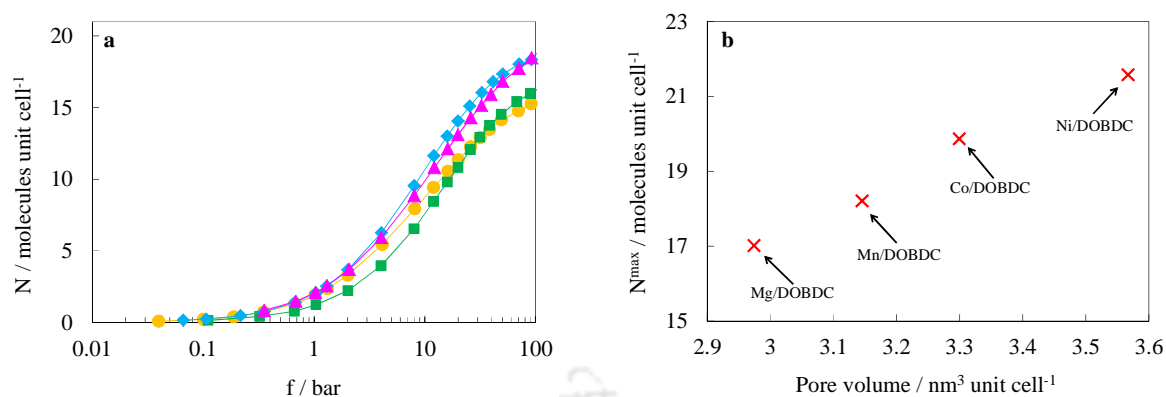 a
N / molecules unit cell⁻¹
20
15
10
5
0
0.01 0.1 1 10 100
f / bar
b
Nᵐᵃˣ / molecules unit cell⁻¹
23
21
19
17
15
Ni/DOBDC
Co/DOBDC
Mn/DOBDC
Mg/DOBDC
2.9 3 3.1 3.2 3.3 3.4 3.5 3.6
Pore volume / nm³ unit cell⁻¹